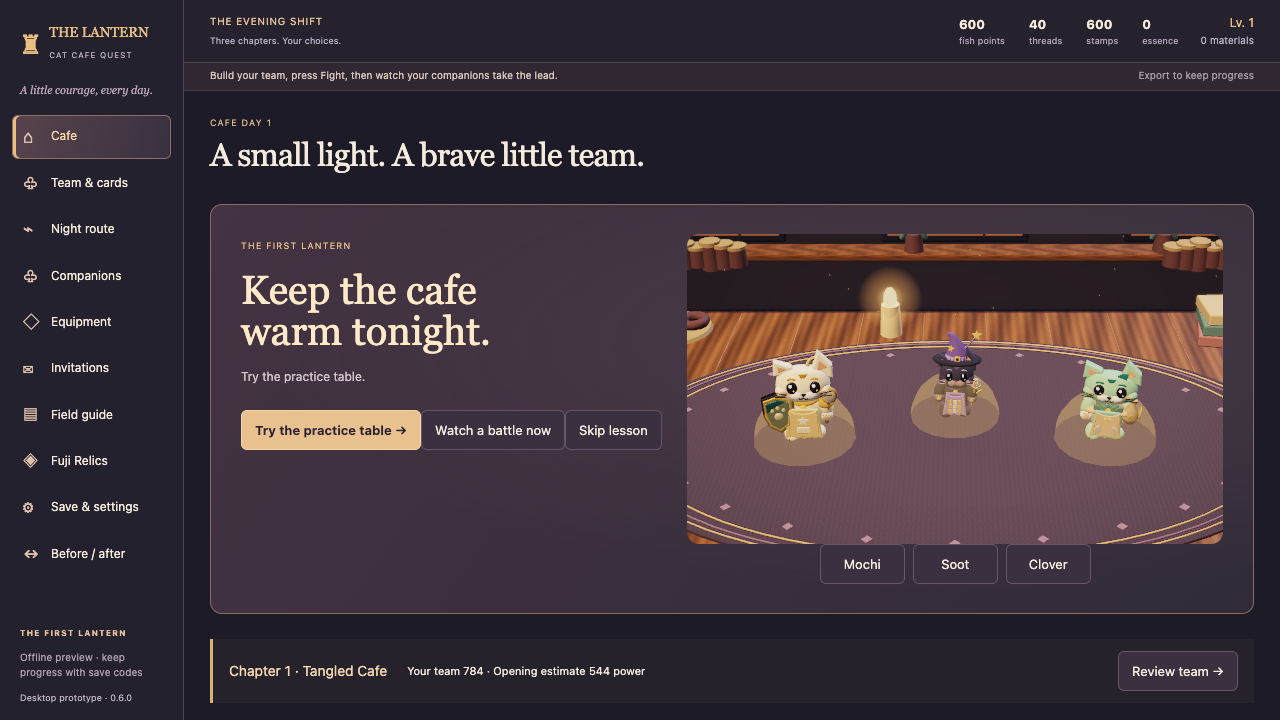 THE LANTERN
CAT CAFE QUEST
A little courage, every day.
Cafe
Team & cards
Night route
Companions
Equipment
Invitations
Field guide
Fuji Relics
Save & settings
Before / after
THE FIRST LANTERN
Offline preview · keep
progress with save codes
Desktop prototype · 0.6.0
THE EVENING SHIFT
Three chapters. Your choices.
600
fish points
40
threads
600
stamps
0
essence
Lv. 1
0 materials
Build your team, press Fight, then watch your companions take the lead.
Export to keep progress
CAFE DAY 1
A small light. A brave little team.
THE FIRST LANTERN
Keep the cafe
warm tonight.
Try the practice table.
Try the practice table →
Watch a battle now
Skip lesson
Mochi
Soot
Clover
Chapter 1 · Tangled Cafe
Your team 784 · Opening estimate 544 power
Review team →